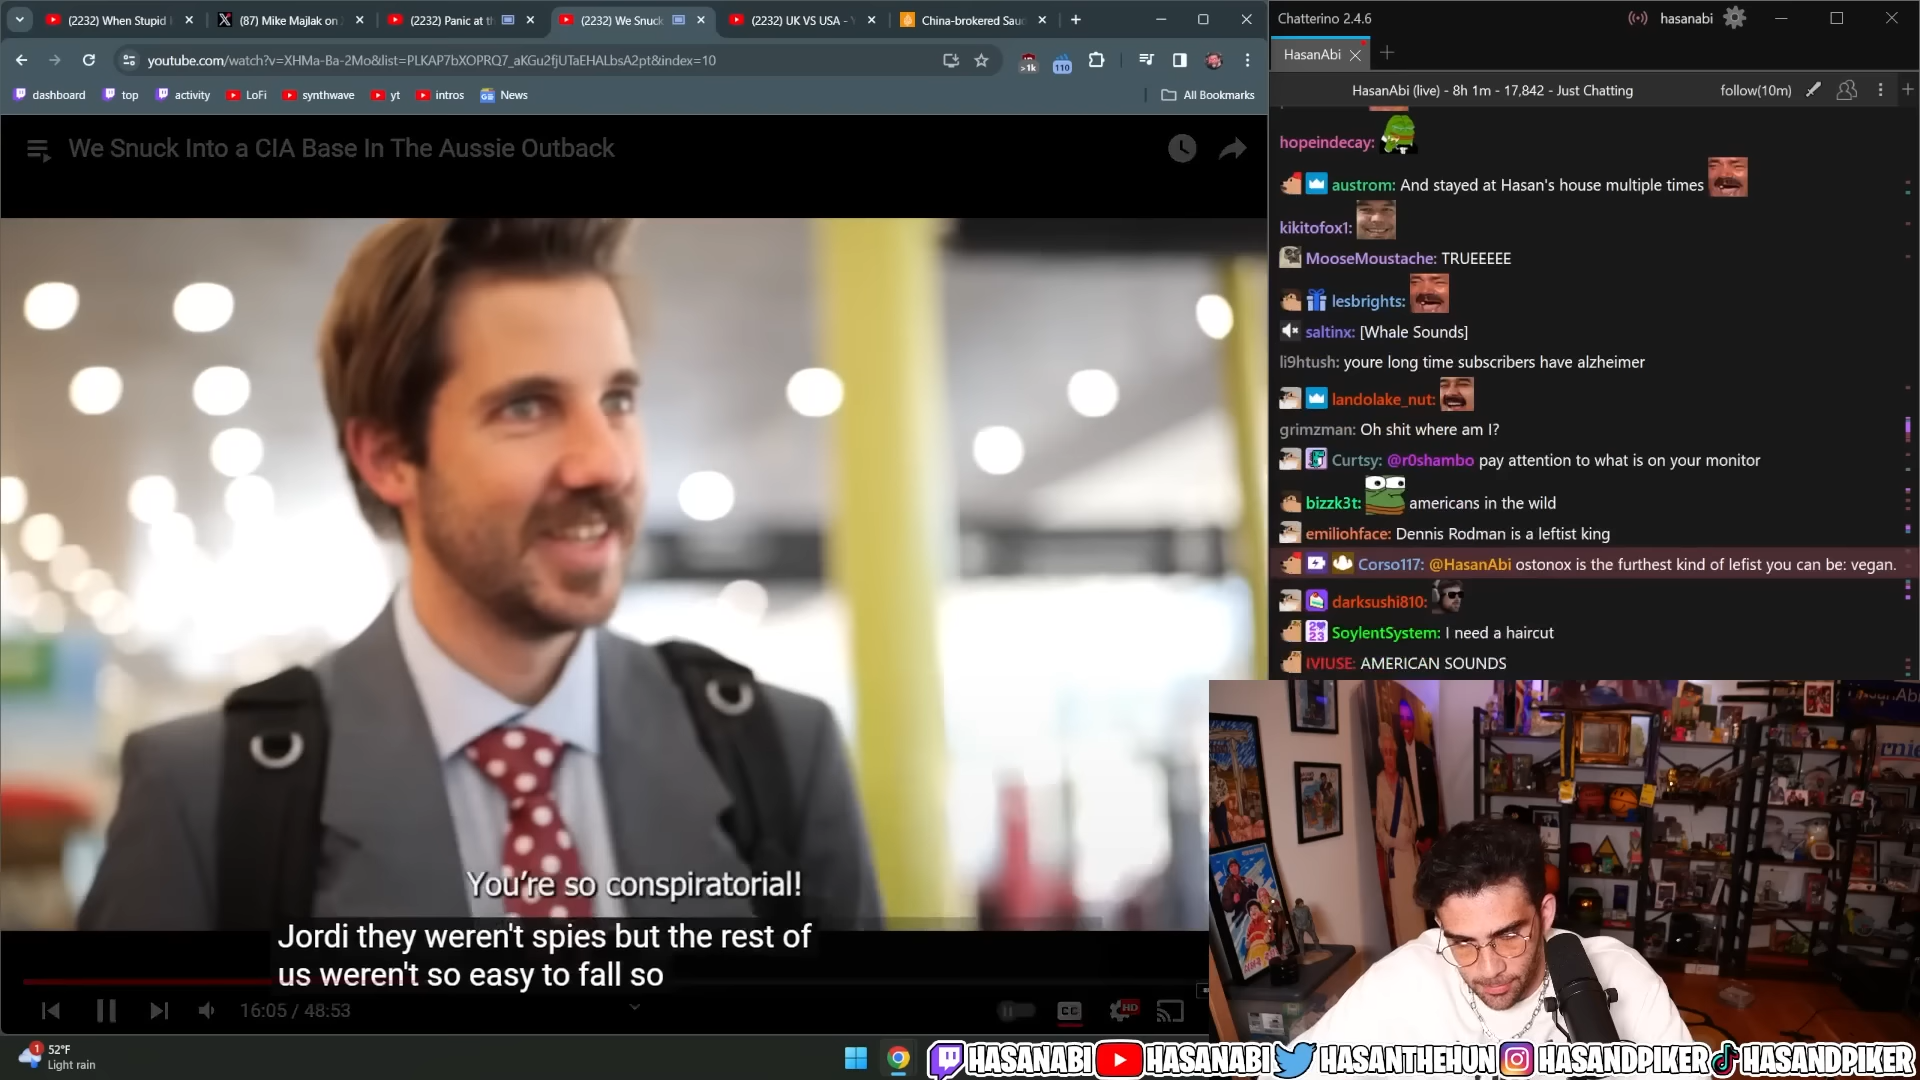 (2232) When Stupid
(87) Mike Majlak on
(2232) Panic at th
(2232) We Snuck
(2232) UK VS USA -
China-brokered Sau
youtube.com/watch?v=XHMa-Ba-2Mo&list=PLKAP7bXOPRQ7_aKGu2fjUTaEHALbsA2pt&index=10
>1k
110
dashboard
top
activity
LoFi
synthwave
yt
intros
News
All Bookmarks
We Snuck Into a CIA Base In The Aussie Outback
You're so conspiratorial!
Jordi they weren't spies but the rest of
us weren't so easy to fall so
16:05 / 48:53
CC
HD
1
52°F
Light rain
Chatterino 2.4.6
hasanabi
HasanAbi
HasanAbi (live) - 8h 1m - 17,842 - Just Chatting
follow(10m)
hopeindecay:
austrom: And stayed at Hasan's house multiple times
kikitofox1:
MooseMoustache: TRUEEEEE
lesbrights:
saltinx: [Whale Sounds]
li9htush: youre long time subscribers have alzheimer
landolake_nut:
grimzman: Oh shit where am I?
Curtsy: @r0shambo pay attention to what is on your monitor
bizzk3t: americans in the wild
emiliohface: Dennis Rodman is a leftist king
Corso117: @HasanAbi ostonox is the furthest kind of lefist you can be: vegan.
darksushi810:
SoylentSystem: I need a haircut
IVIUSE: AMERICAN SOUNDS
HASANABI
HASANABI
HASANTHEHUN
HASANDPIKER
HASANDPIKER